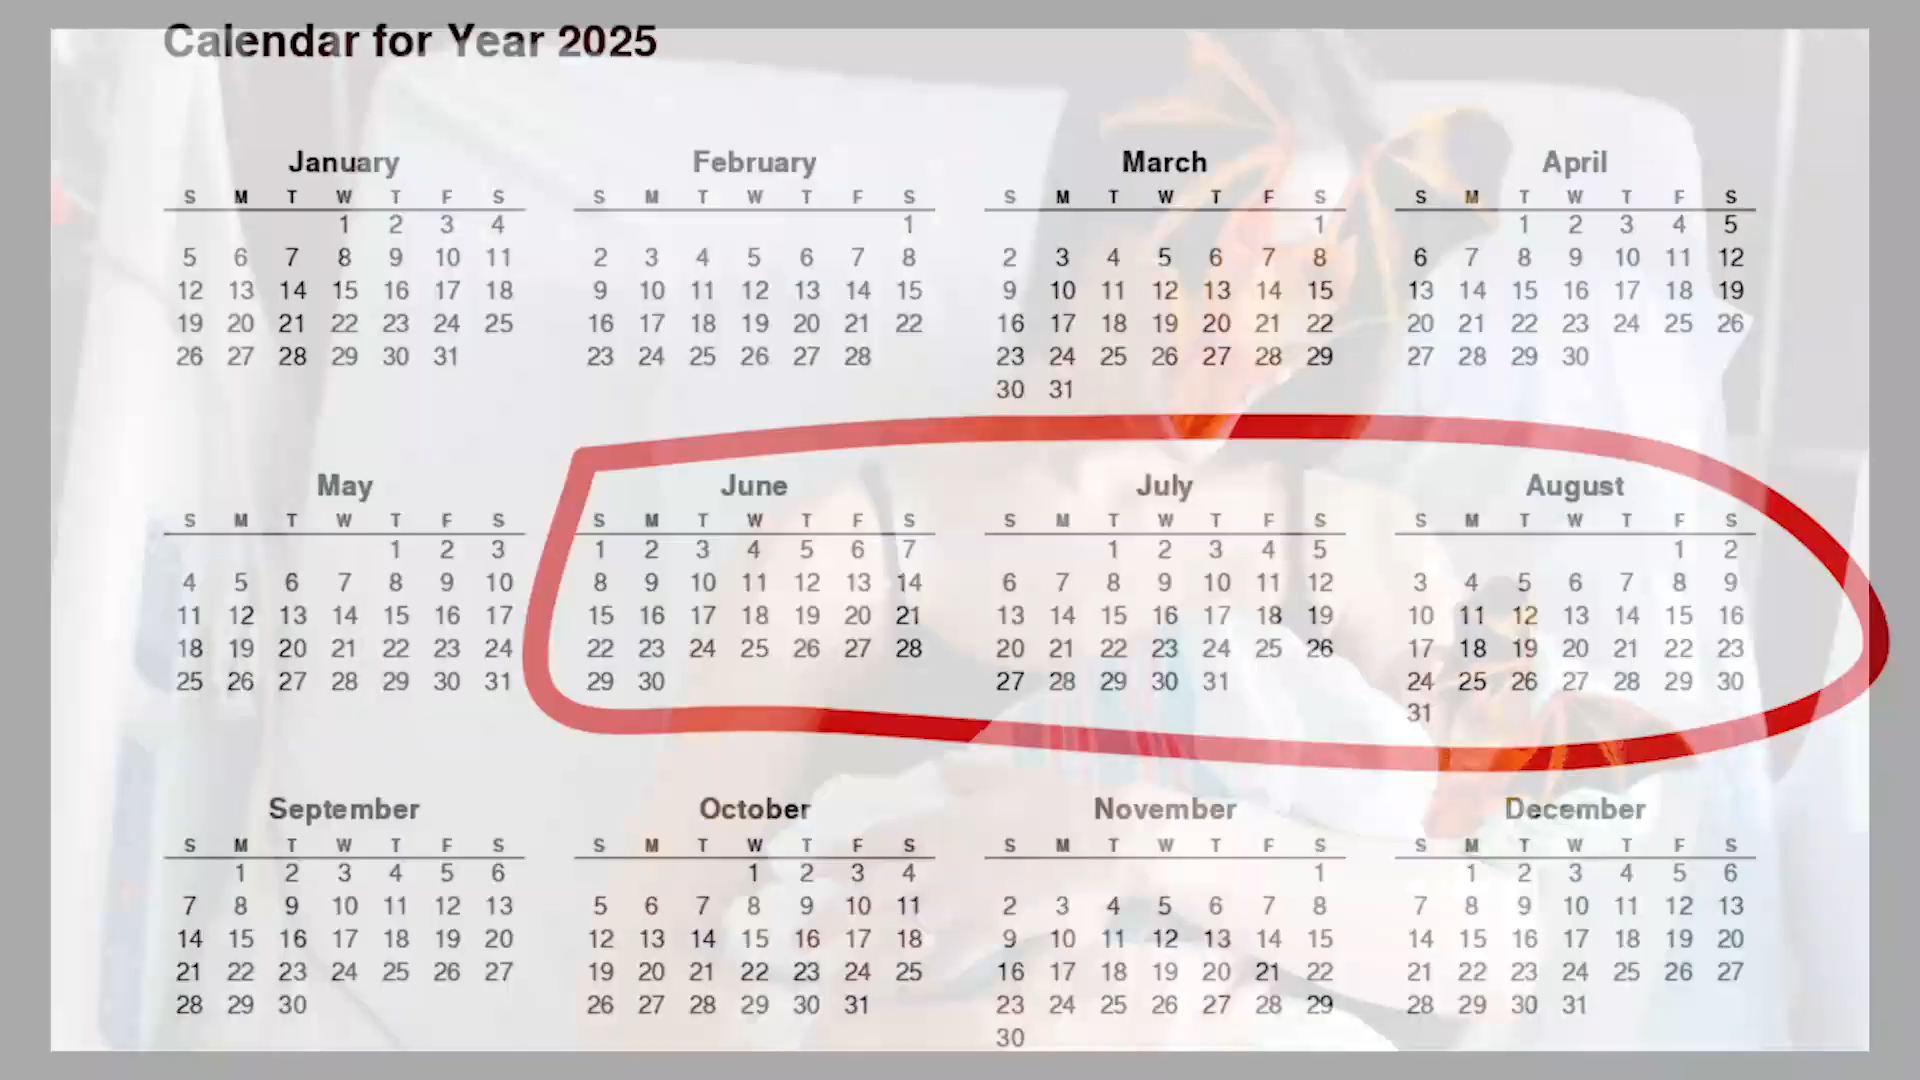 Calendar for Year 2025
January February March April
S M T W T F S S M T W T F S S M T W T F S S M T W T F S
1 2 3 4 1 1 1 2 3 4 5
5 6 7 8 9 10 11 2 3 4 5 6 7 8 2 3 4 5 6 7 8 6 7 8 9 10 11 12
12 13 14 15 16 17 18 9 10 11 12 13 14 15 9 10 11 12 13 14 15 13 14 15 16 17 18 19
19 20 21 22 23 24 25 16 17 18 19 20 21 22 16 17 18 19 20 21 22 20 21 22 23 24 25 26
26 27 28 29 30 31 23 24 25 26 27 28 23 24 25 26 27 28 29 27 28 29 30
30 31
May June July August
S M T W T F S S M T W T F S S M T W T F S S M T W T F S
1 2 3 1 2 3 4 5 6 7 1 2 3 4 5 1 2
4 5 6 7 8 9 10 8 9 10 11 12 13 14 6 7 8 9 10 11 12 3 4 5 6 7 8 9
11 12 13 14 15 16 17 15 16 17 18 19 20 21 13 14 15 16 17 18 19 10 11 12 13 14 15 16
18 19 20 21 22 23 24 22 23 24 25 26 27 28 20 21 22 23 24 25 26 17 18 19 20 21 22 23
25 26 27 28 29 30 31 29 30 27 28 29 30 31 24 25 26 27 28 29 30
31
September October November December
S M T W T F S S M T W T F S S M T W T F S S M T W T F S
1 2 3 4 5 6 1 2 3 4 1 1 2 3 4 5 6
7 8 9 10 11 12 13 5 6 7 8 9 10 11 2 3 4 5 6 7 8 7 8 9 10 11 12 13
14 15 16 17 18 19 20 12 13 14 15 16 17 18 9 10 11 12 13 14 15 14 15 16 17 18 19 20
21 22 23 24 25 26 27 19 20 21 22 23 24 25 16 17 18 19 20 21 22 21 22 23 24 25 26 27
28 29 30 26 27 28 29 30 31 23 24 25 26 27 28 29 28 29 30 31
30